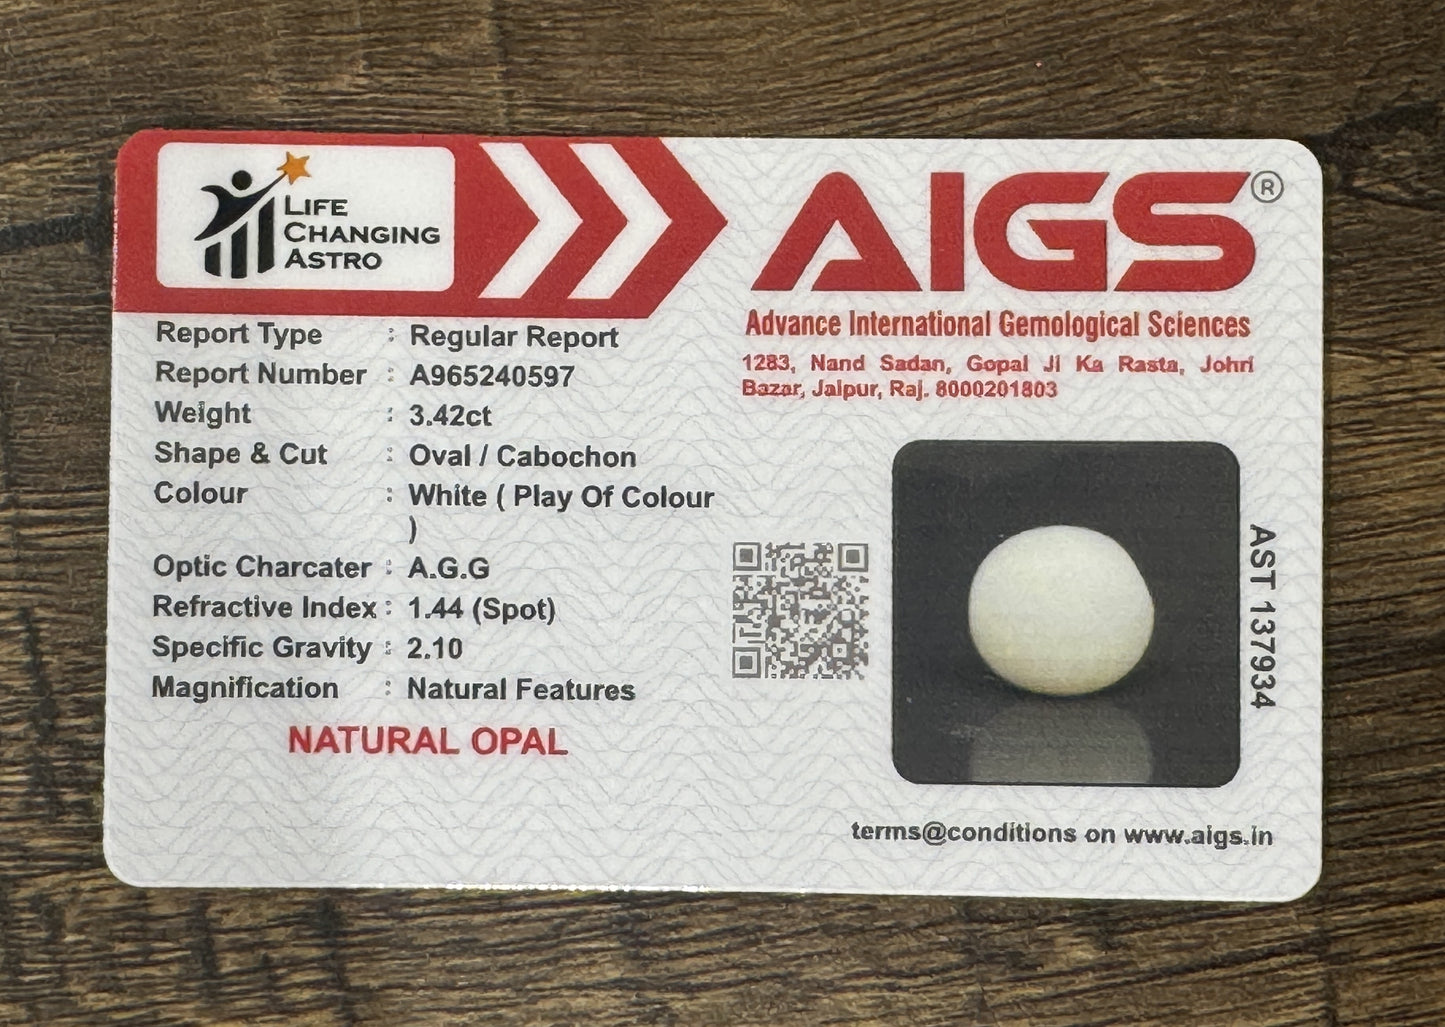 LIFE
CHANGING
ASTRO
AIGS®
Advance International Gemological Sciences
1283, Nand Sadan, Gopal Ji Ka Rasta, Johri
Bazar, Jaipur, Raj. 8000201803
Report Type : Regular Report
Report Number : A965240597
Weight : 3.42ct
Shape & Cut : Oval / Cabochon
Colour : White ( Play Of Colour
)
Optic Charcater : A.G.G
Refractive Index : 1.44 (Spot)
Specific Gravity : 2.10
Magnification : Natural Features
NATURAL OPAL
AST 137934
terms@conditions on www.aigs.in